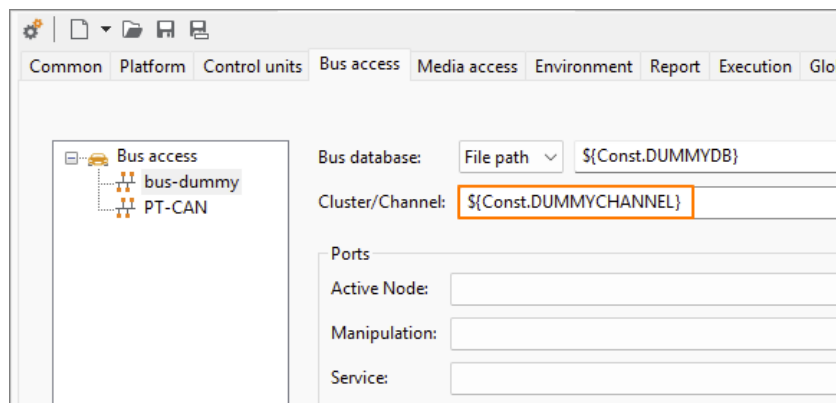 Common Platform Control units Bus access Media access Environment Report Execution Glo
Bus access
bus-dummy
PT-CAN
Bus database: File path ${Const.DUMMYDB}
Cluster/Channel: ${Const.DUMMYCHANNEL}
Ports
Active Node:
Manipulation:
Service: